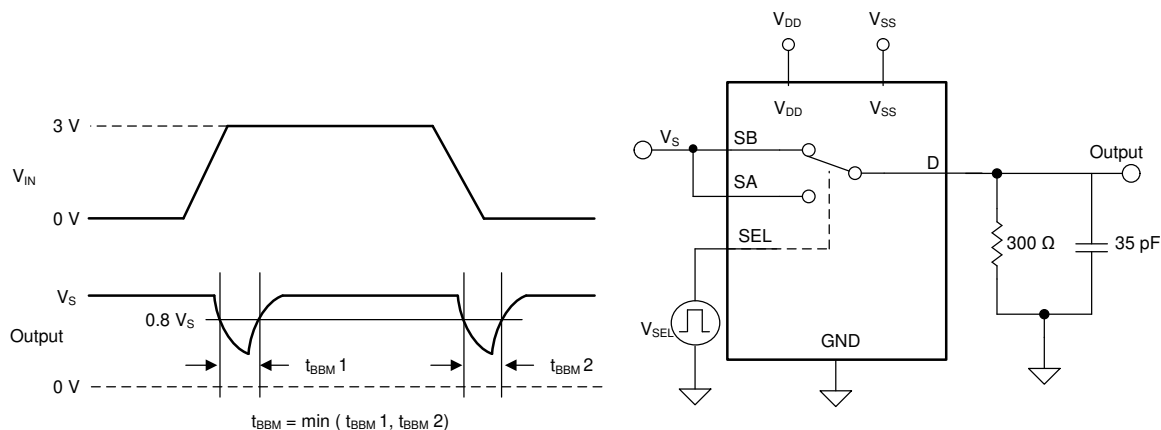 3 V
V_IN
0 V
V_S
0.8 V_S
Output
t_BBM 1
t_BBM 2
0 V
t_BBM = min ( t_BBM 1, t_BBM 2)
V_DD
V_SS
V_DD
V_SS
V_S
SB
SA
SEL
D
Output
300 Ω
35 pF
V_SEL
GND